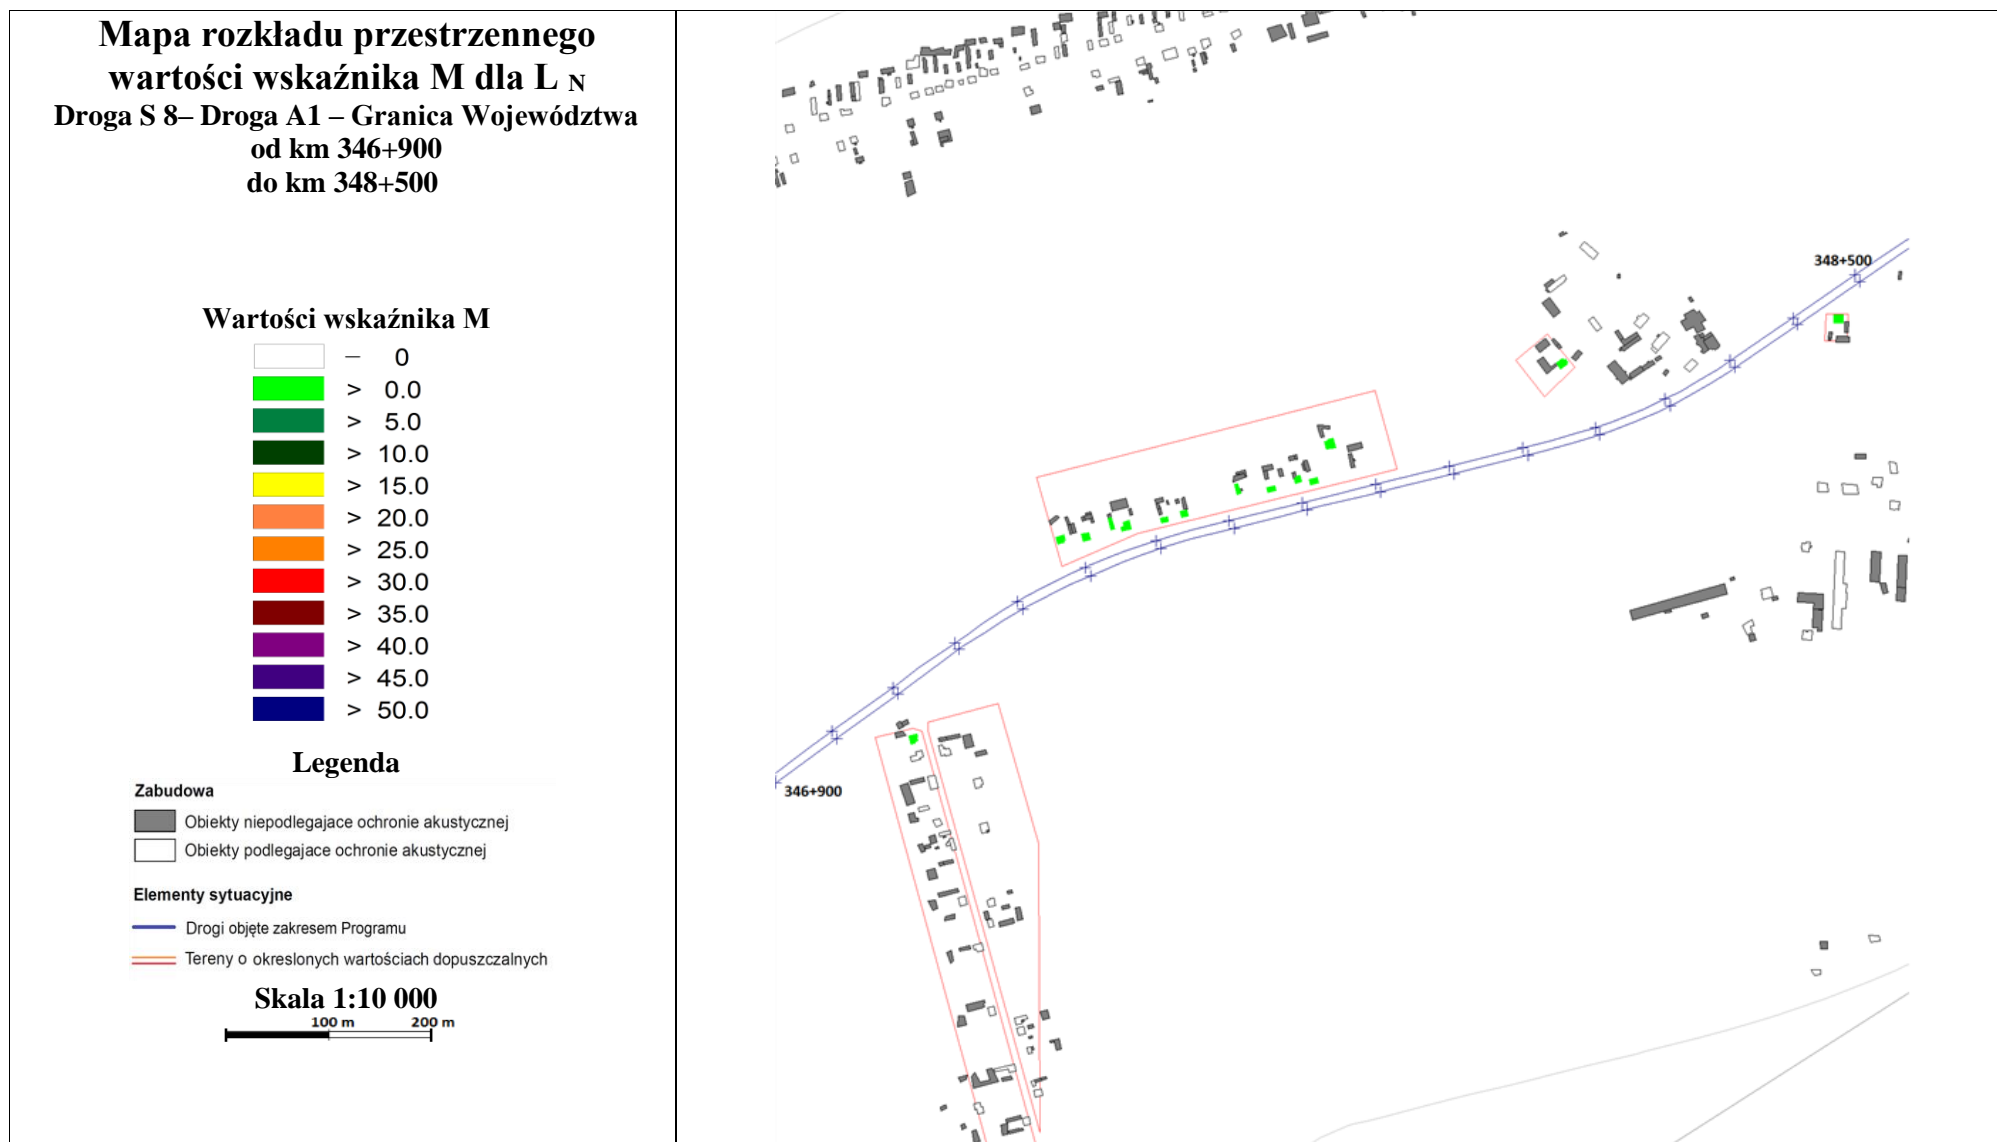 Mapa rozkładu przestrzennego
wartości wskaźnika M dla L N
Droga S 8– Droga A1 – Granica Województwa
od km 346+900
do km 348+500
Wartości wskaźnika M
– 0
> 0.0
> 5.0
> 10.0
> 15.0
> 20.0
> 25.0
> 30.0
> 35.0
> 40.0
> 45.0
> 50.0
Legenda
Zabudowa
Obiekty niepodlegajace ochronie akustycznej
Obiekty podlegajace ochronie akustycznej
Elementy sytuacyjne
Drogi objęte zakresem Programu
Tereny o okreslonych wartościach dopuszczalnych
Skala 1:10 000
100 m 200 m
348+500
346+900